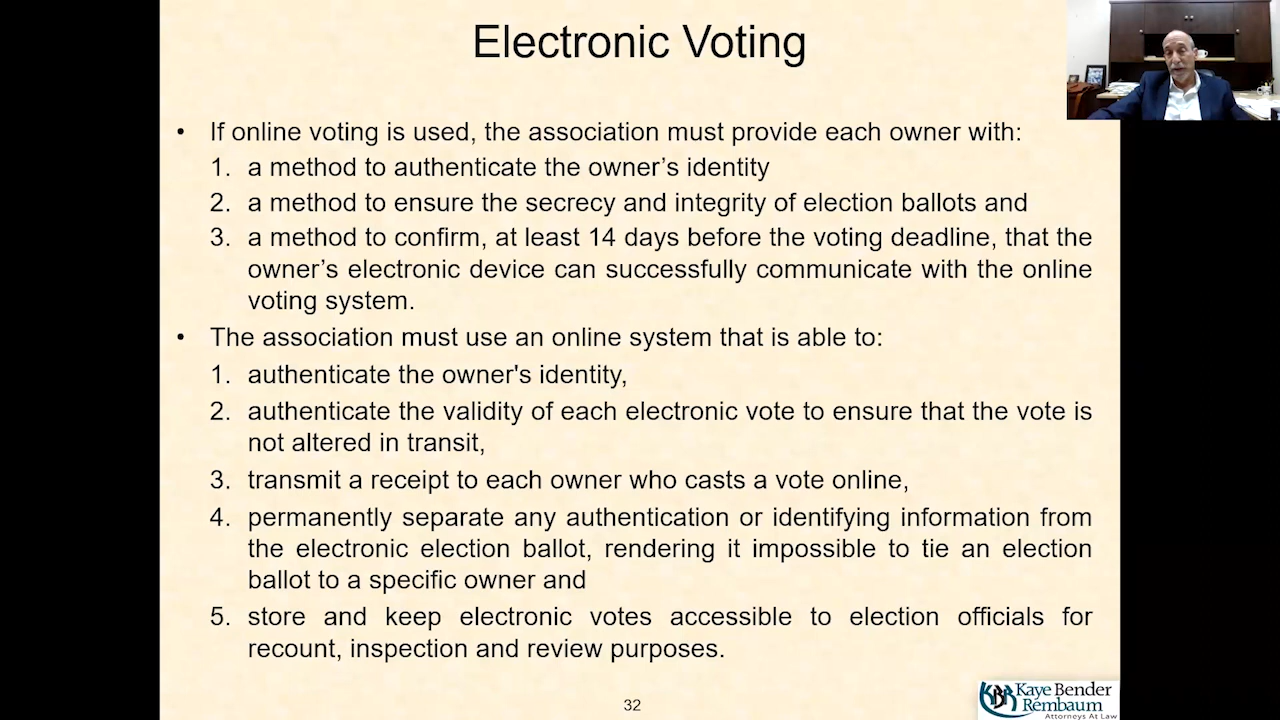 Electronic Voting
• If online voting is used, the association must provide each owner with:
1. a method to authenticate the owner’s identity
2. a method to ensure the secrecy and integrity of election ballots and
3. a method to confirm, at least 14 days before the voting deadline, that the
owner’s electronic device can successfully communicate with the online
voting system.
• The association must use an online system that is able to:
1. authenticate the owner's identity,
2. authenticate the validity of each electronic vote to ensure that the vote is
not altered in transit,
3. transmit a receipt to each owner who casts a vote online,
4. permanently separate any authentication or identifying information from
the electronic election ballot, rendering it impossible to tie an election
ballot to a specific owner and
5. store and keep electronic votes accessible to election officials for
recount, inspection and review purposes.
32
KBR Kaye Bender
Rembaum
Attorneys At Law